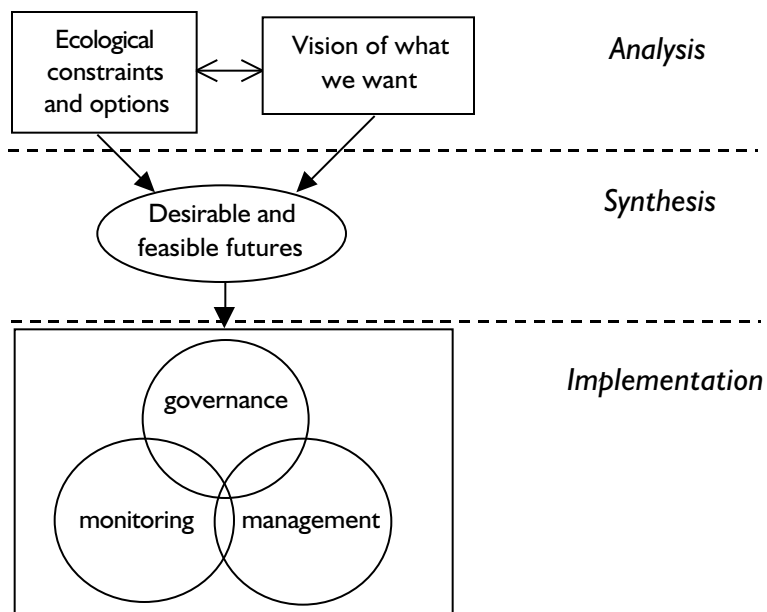 Ecological
constraints
and options
Vision of what
we want
Analysis
Desirable and
feasible futures
Synthesis
Implementation
governance
monitoring
management